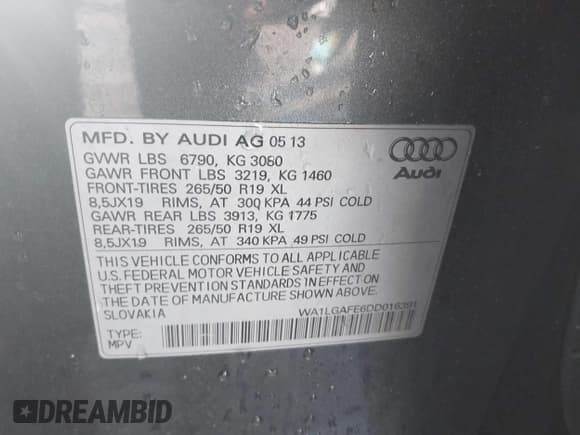 MFD. BY AUDI AG 05 13
GVWR LBS 6790, KG 3080
GAWR FRONT LBS 3219, KG 1460
FRONT-TIRES 265/50 R19 XL
8,5JX19 RIMS, AT 300 KPA 44 PSI COLD
GAWR REAR LBS 3913, KG 1775
REAR-TIRES 265/50 R19 XL
8,5JX19 RIMS, AT 340 KPA 49 PSI COLD
THIS VEHICLE CONFORMS TO ALL APPLICABLE
U.S. FEDERAL MOTOR VEHICLE SAFETY AND
THEFT PREVENTION STANDARDS IN EFFECT ON
THE DATE OF MANUFACTURE SHOWN ABOVE.
SLOVAKIA
WA1LGAFE6DD016391
TYPE:
MPV
Audi
DREAMBID